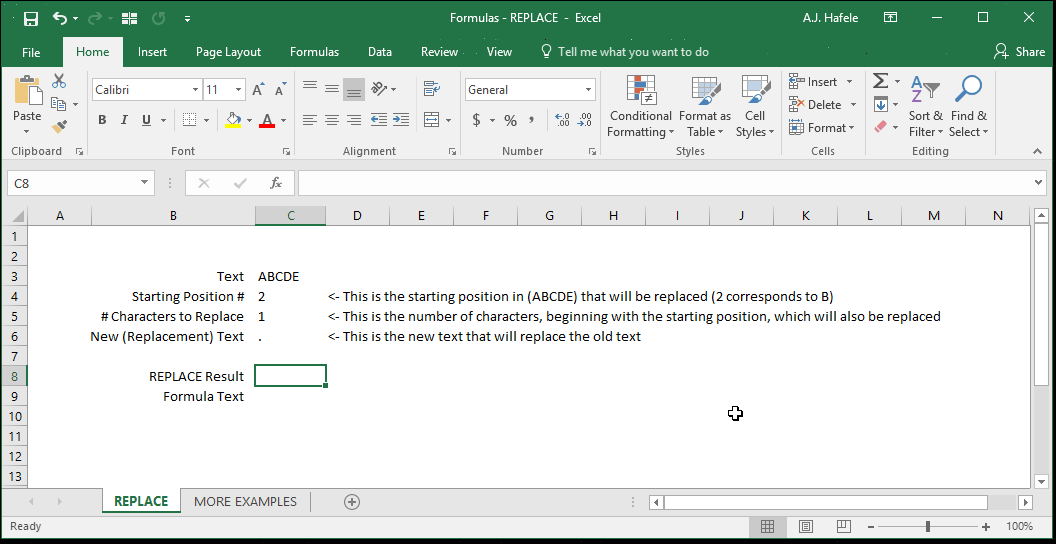 Formulas - REPLACE - Excel
A.J. Hafele
File Home Insert Page Layout Formulas Data Review View Tell me what you want to do Share
Calibri 11 General
Paste
B I U A $ % ,
Conditional Formatting
Format as Table
Cell Styles
Insert
Delete
Format
Sort & Filter
Find & Select
Clipboard Font Alignment Number Styles Cells Editing
C8 fx
A B C D E F G H I J K L M N
1
2
3 Text ABCDE
4 Starting Position # 2 <- This is the starting position in (ABCDE) that will be replaced (2 corresponds to B)
5 # Characters to Replace 1 <- This is the number of characters, beginning with the starting position, which will also be replaced
6 New (Replacement) Text . <- This is the new text that will replace the old text
7
8 REPLACE Result
9 Formula Text
10
11
12
13
REPLACE MORE EXAMPLES
Ready 100%